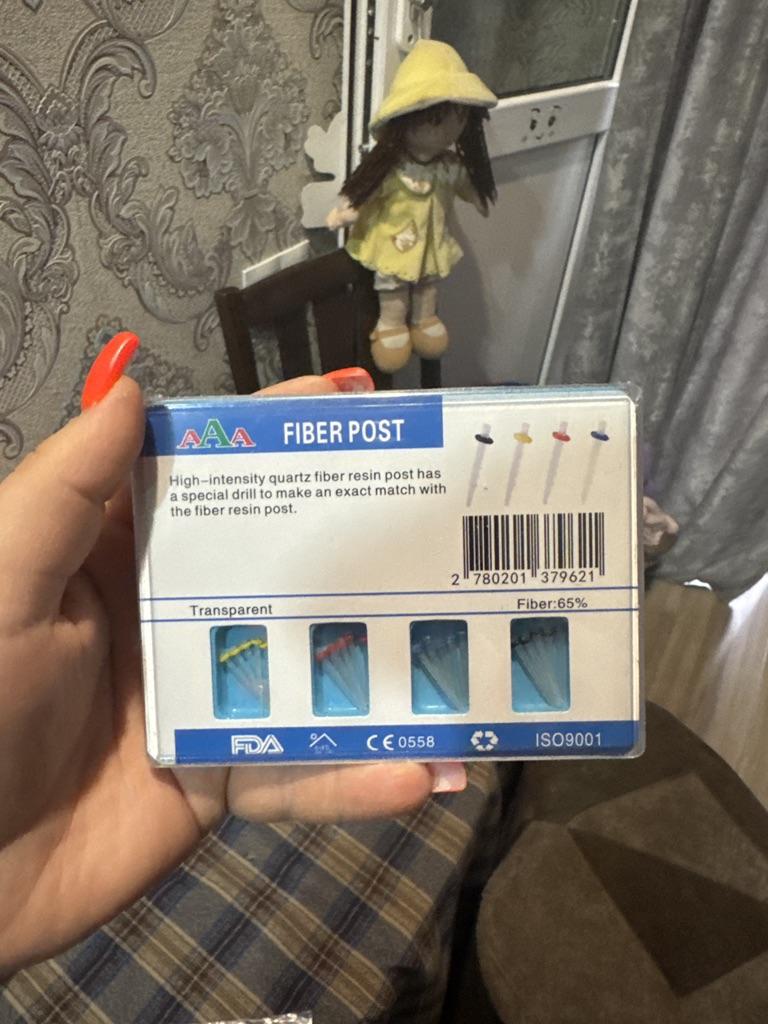 AAA FIBER POST
High-intensity quartz fiber resin post has
a special drill to make an exact match with
the fiber resin post.
2 780201 379621
Transparent
Fiber:65%
FDA
CE 0558
ISO9001